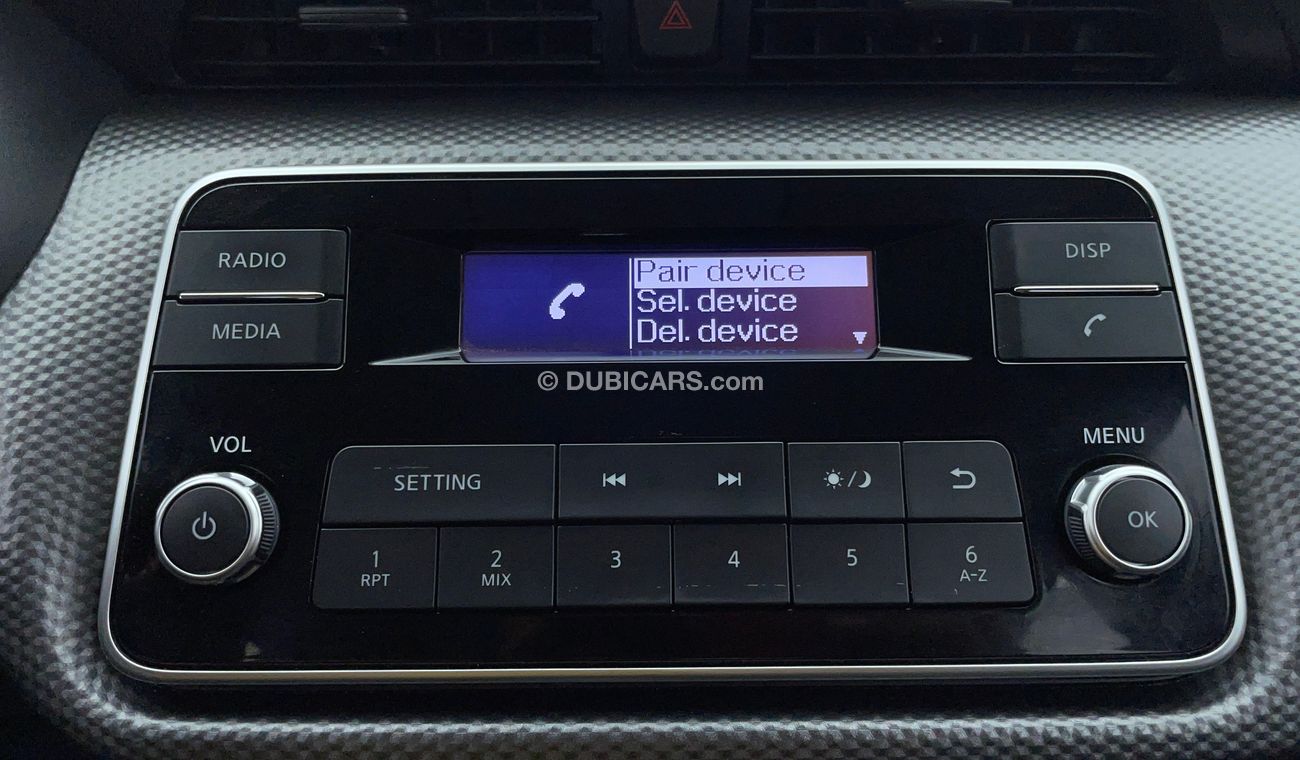 RADIO
MEDIA
Pair device
Sel. device
Del. device
DISP
© DUBICARS.com
VOL
MENU
SETTING
OK
1
RPT
2
MIX
3
4
5
6
A-Z